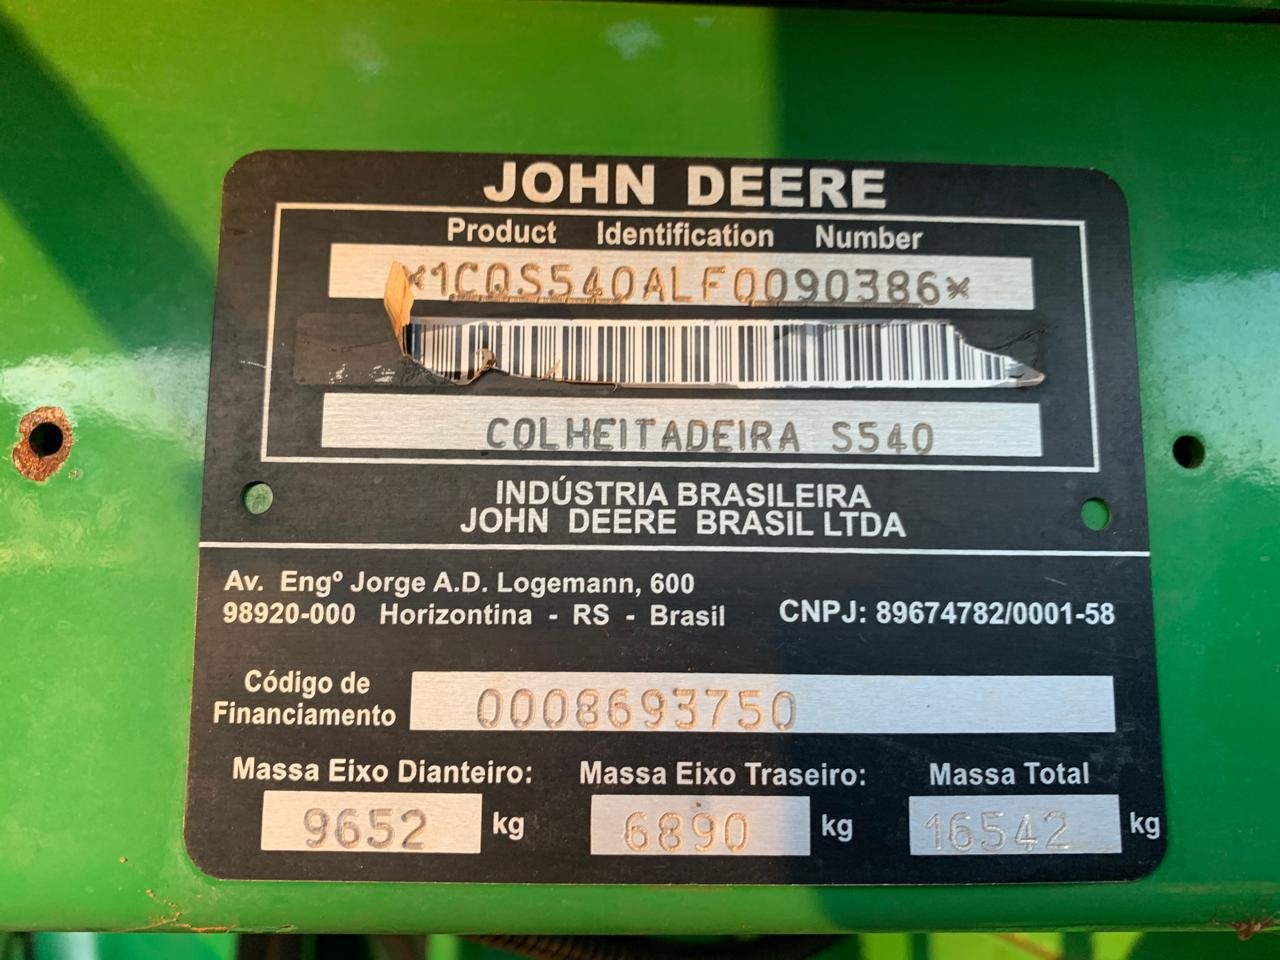 JOHN DEERE
Product Identification Number
*1CQS540ALF0090386*
COLHEITADEIRA S540
INDÚSTRIA BRASILEIRA
JOHN DEERE BRASIL LTDA
Av. Engº Jorge A.D. Logemann, 600
98920-000 Horizontina - RS - Brasil CNPJ: 89674782/0001-58
Código de
Financiamento 0008693750
Massa Eixo Dianteiro: Massa Eixo Traseiro: Massa Total
9652 kg 6890 kg 16542 kg